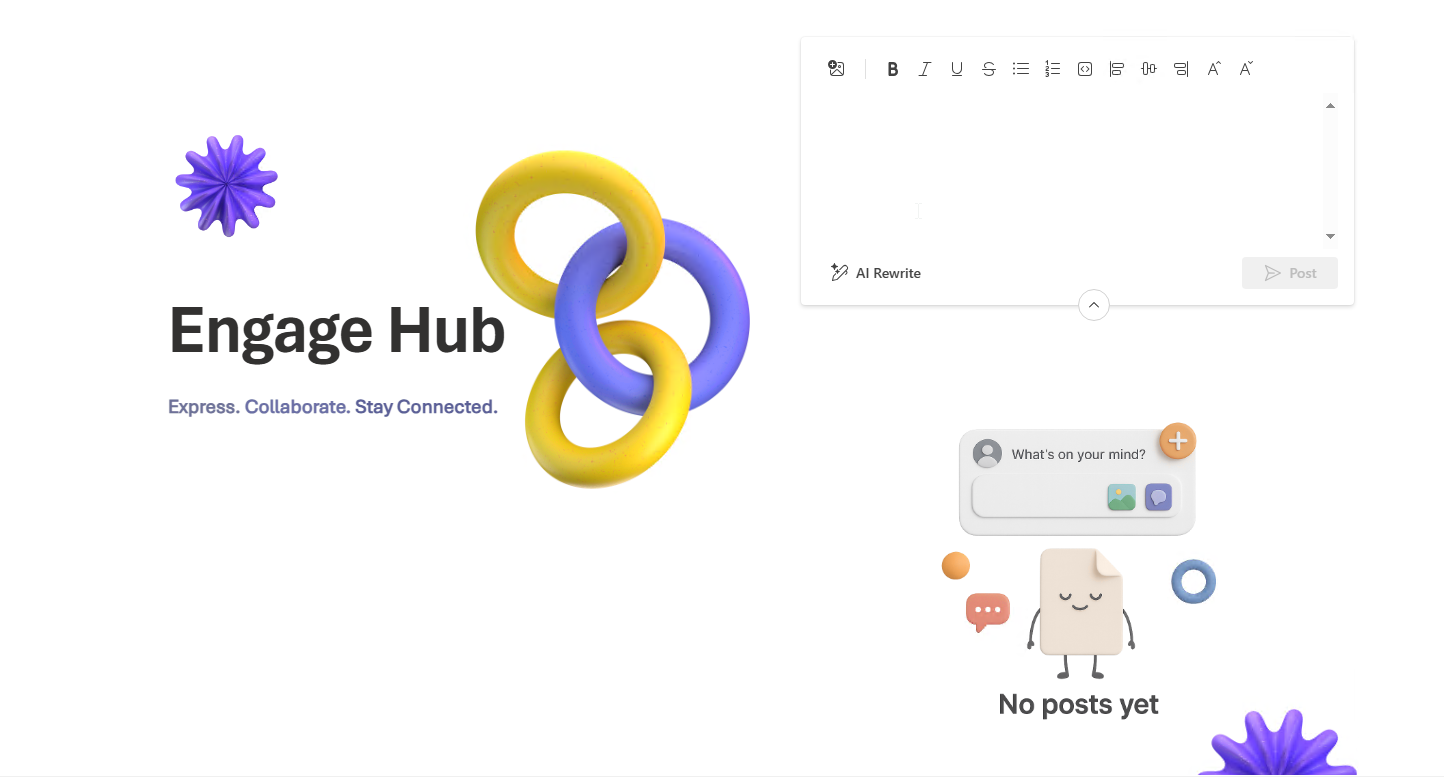 Engage Hub
Express. Collaborate. Stay Connected.
AI Rewrite
Post
What's on your mind?
No posts yet